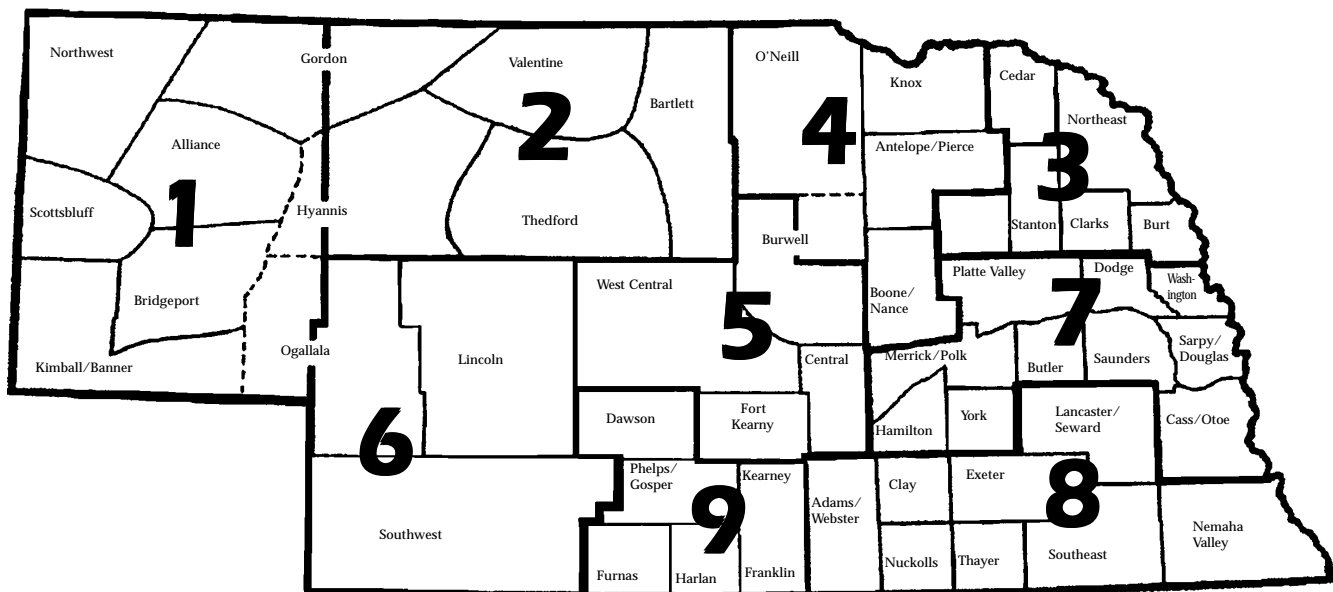 Northwest
Gordon
Valentine
O'Neill
Knox
Cedar
Bartlett
Northeast
2
4
Alliance
Antelope/Pierce
3
1
Scottsbluff
Hyannis
Thedford
Burwell
Stanton
Clarks
Burt
Bridgeport
West Central
Boone/
Nance
Platte Valley
Dodge
Wash-
ington
5
7
Kimball/Banner
Ogallala
Lincoln
Central
Merrick/Polk
Butler
Saunders
Sarpy/
Douglas
6
Dawson
Fort
Kearny
Hamilton
York
Lancaster/
Seward
Cass/Otoe
Phelps/
Gosper
Kearney
Adams/
Webster
Clay
Exeter
8
9
Southwest
Furnas
Harlan
Franklin
Nuckolls
Thayer
Southeast
Nemaha
Valley